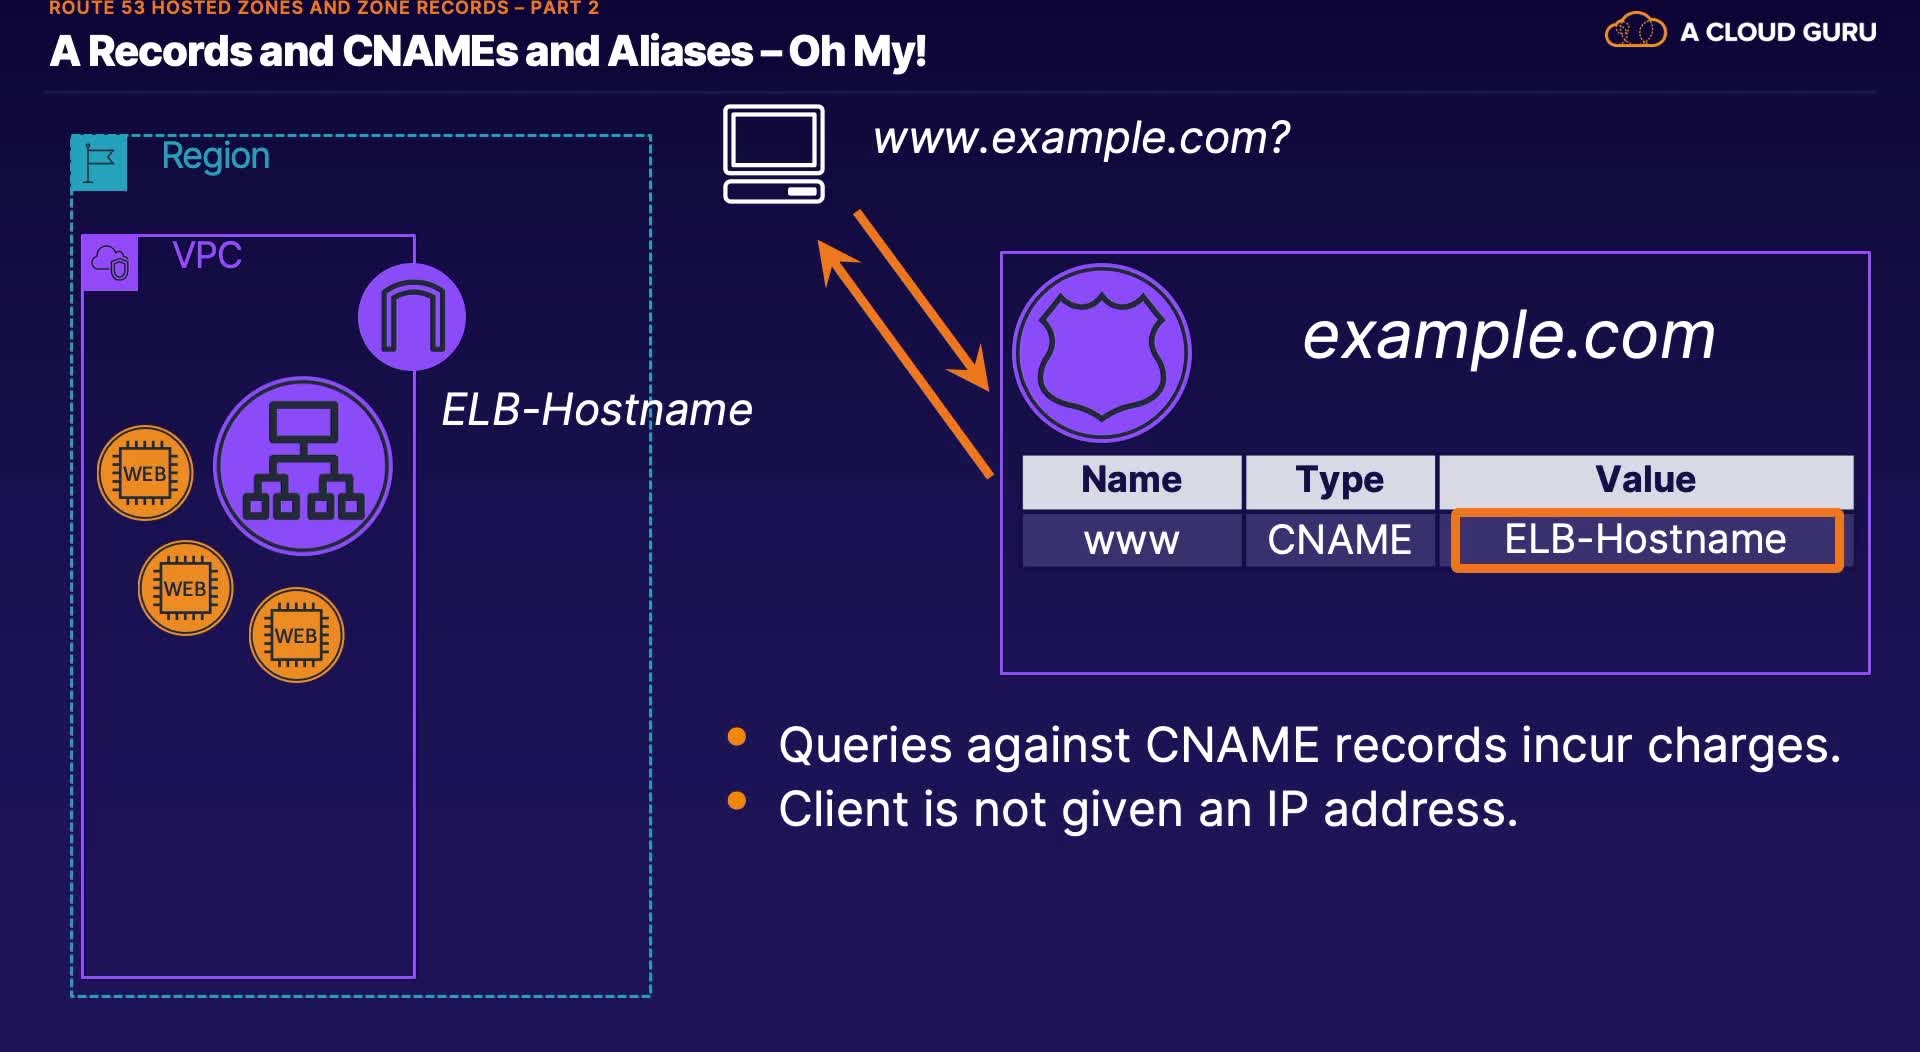 ROUTE 53 HOSTED ZONES AND ZONE RECORDS – PART 2
A Records and CNAMEs and Aliases – Oh My!
A CLOUD GURU
Region
VPC
ELB-Hostname
WEB
WEB
WEB
www.example.com?
example.com
Name Type Value
www CNAME ELB-Hostname
Queries against CNAME records incur charges.
Client is not given an IP address.